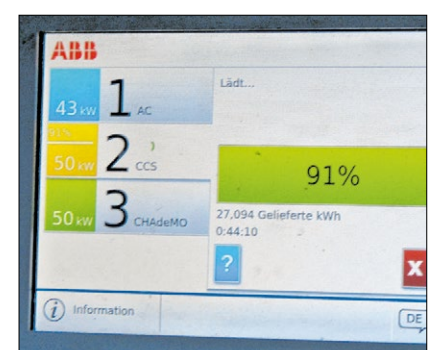 ABB
43 kW 1 AC
91%
50 kW 2 CCS
50 kW 3 CHAdeMO
Lädt...
91%
27,094 Gelieferte kWh
0:44:10
?
X
i Information
DE